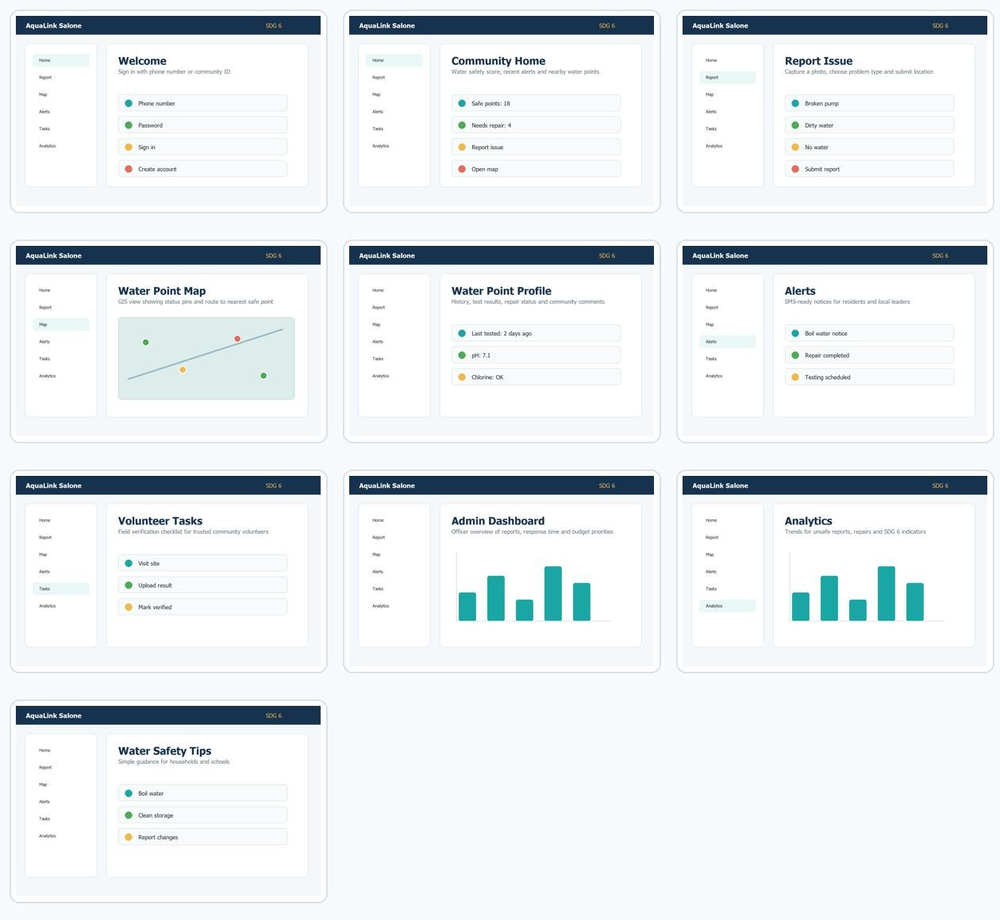 AquaLink Salone
SDG 6
Home
Report
Map
Alerts
Tasks
Analytics
Welcome
Sign in with phone number or community ID
Phone number
Password
Sign in
Create account
AquaLink Salone
SDG 6
Home
Report
Map
Alerts
Tasks
Analytics
Community Home
Water safety score, recent alerts and nearby water points
Safe points: 18
Needs repair: 4
Report issue
Open map
AquaLink Salone
SDG 6
Home
Report
Map
Alerts
Tasks
Analytics
Report Issue
Capture a photo, choose problem type and submit location
Broken pump
Dirty water
No water
Submit report
AquaLink Salone
SDG 6
Home
Report
Map
Alerts
Tasks
Analytics
Water Point Map
GIS view showing status pins and route to nearest safe point
AquaLink Salone
SDG 6
Home
Report
Map
Alerts
Tasks
Analytics
Water Point Profile
History, test results, repair status and community comments
Last tested: 2 days ago
pH: 7.1
Chlorine: OK
AquaLink Salone
SDG 6
Home
Report
Map
Alerts
Tasks
Analytics
Alerts
SMS-ready notices for residents and local leaders
Boil water notice
Repair completed
Testing scheduled
AquaLink Salone
SDG 6
Home
Report
Map
Alerts
Tasks
Analytics
Volunteer Tasks
Field verification checklist for trusted community volunteers
Visit site
Upload result
Mark verified
AquaLink Salone
SDG 6
Home
Report
Map
Alerts
Tasks
Analytics
Admin Dashboard
Officer overview of reports, response time and budget priorities
AquaLink Salone
SDG 6
Home
Report
Map
Alerts
Tasks
Analytics
Analytics
Trends for unsafe reports, repairs and SDG 6 indicators
AquaLink Salone
SDG 6
Home
Report
Map
Alerts
Tasks
Analytics
Water Safety Tips
Simple guidance for households and schools
Boil water
Clean storage
Report changes